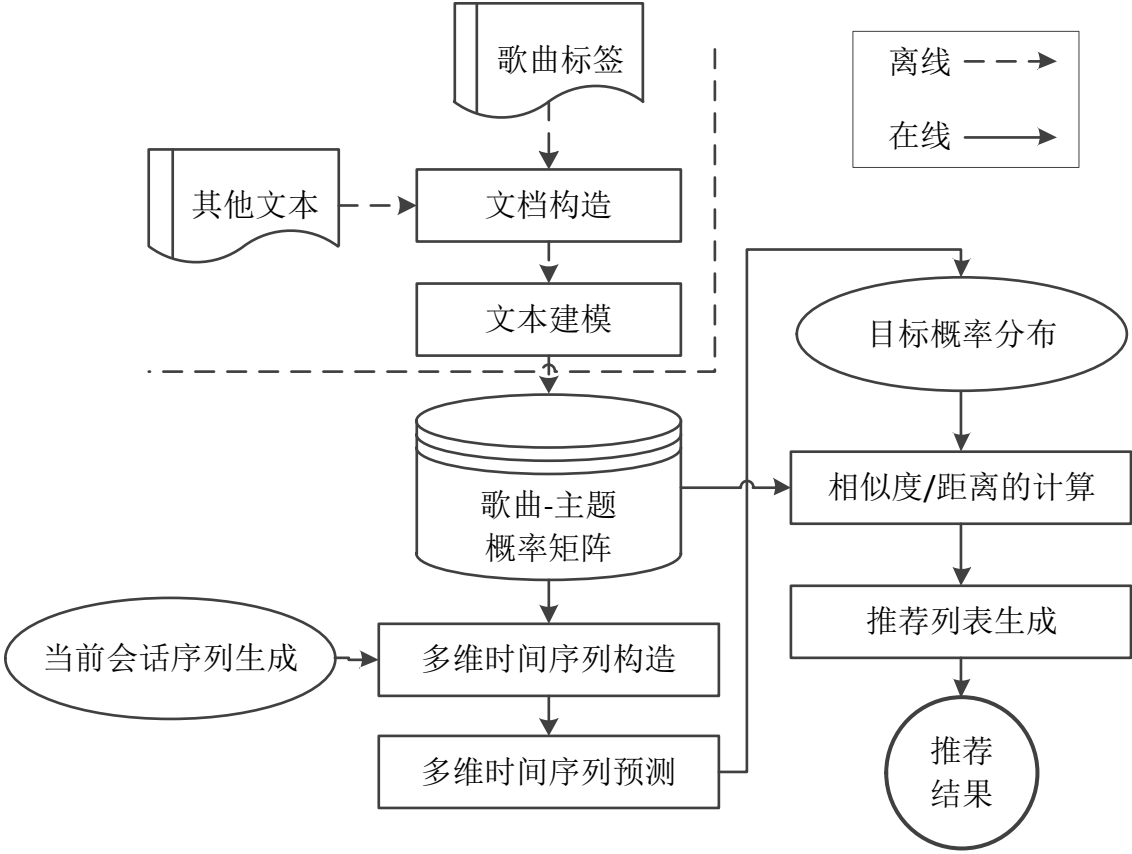 歌曲标签
离线
在线
其他文本
文档构造
文本建模
目标概率分布
歌曲-主题
概率矩阵
相似度/距离的计算
推荐列表生成
当前会话序列生成
多维时间序列构造
多维时间序列预测
推荐
结果